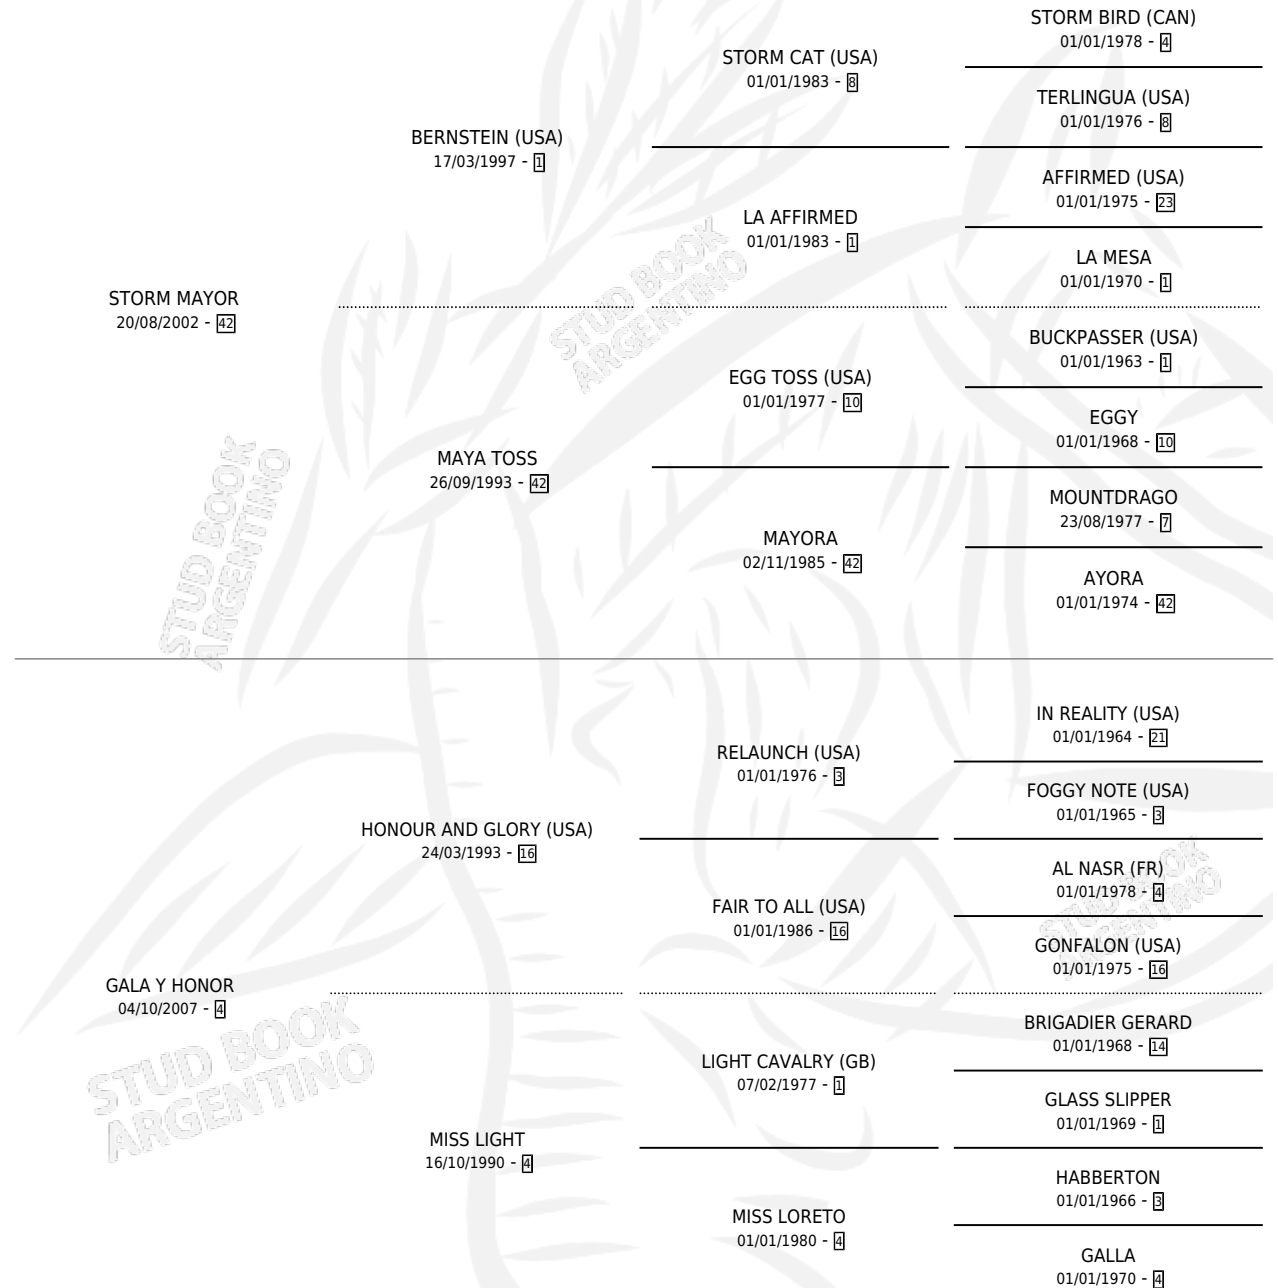 STORM BIRD (CAN)
01/01/1978 - 4
STORM CAT (USA)
01/01/1983 - 8
TERLINGUA (USA)
01/01/1976 - 8
BERNSTEIN (USA)
17/03/1997 - 1
AFFIRMED (USA)
01/01/1975 - 23
LA AFFIRMED
01/01/1983 - 1
LA MESA
01/01/1970 - 1
STORM MAYOR
20/08/2002 - 42
BUCKPASSER (USA)
01/01/1963 - 1
EGG TOSS (USA)
01/01/1977 - 10
EGGY
01/01/1968 - 10
MAYA TOSS
26/09/1993 - 42
MOUNTDRAGO
23/08/1977 - 7
MAYORA
02/11/1985 - 42
AYORA
01/01/1974 - 42
IN REALITY (USA)
01/01/1964 - 21
RELAUNCH (USA)
01/01/1976 - 3
FOGGY NOTE (USA)
01/01/1965 - 3
HONOUR AND GLORY (USA)
24/03/1993 - 16
AL NASR (FR)
01/01/1978 - 4
FAIR TO ALL (USA)
01/01/1986 - 16
GONFALON (USA)
01/01/1975 - 16
GALA Y HONOR
04/10/2007 - 4
BRIGADIER GERARD
01/01/1968 - 14
LIGHT CAVALRY (GB)
07/02/1977 - 1
GLASS SLIPPER
01/01/1969 - 1
MISS LIGHT
16/10/1990 - 4
HABBERTON
01/01/1966 - 3
MISS LORETO
01/01/1980 - 4
GALLA
01/01/1970 - 4
STUD BOOK
ARGENTINO
STUD BOOK
ARGENTINO
STUD BOOK
ARGENTINO
STUD BOOK
ARGENTINO